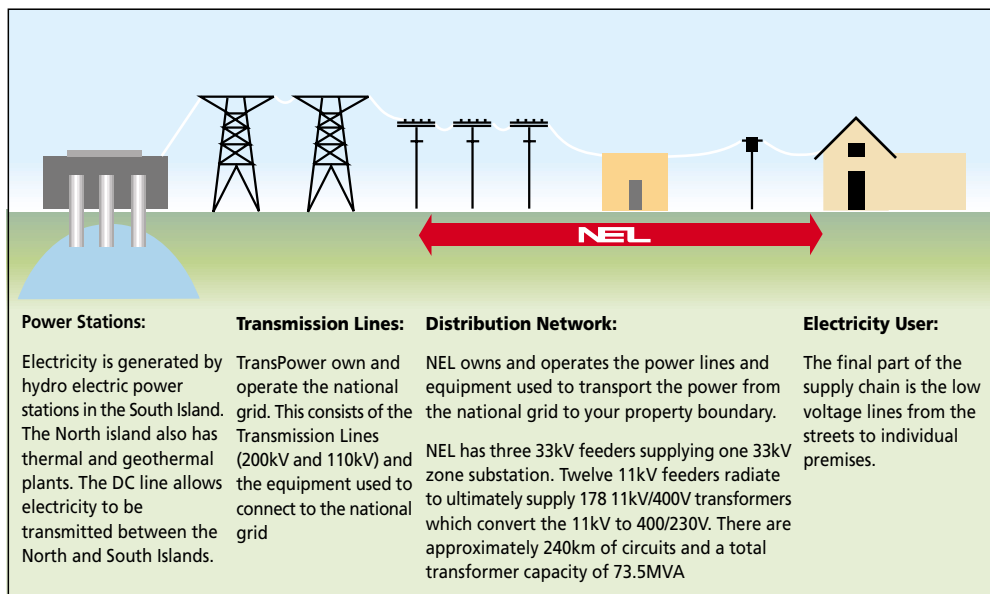 NEL
Power Stations:
Electricity is generated by
hydro electric power
stations in the South Island.
The North island also has
thermal and geothermal
plants. The DC line allows
electricity to be
transmitted between the
North and South Islands.
Transmission Lines:
TransPower own and
operate the national
grid. This consists of the
Transmission Lines
(200kV and 110kV) and
the equipment used to
connect to the national
grid
Distribution Network:
NEL owns and operates the power lines and
equipment used to transport the power from
the national grid to your property boundary.
NEL has three 33kV feeders supplying one 33kV
zone substation. Twelve 11kV feeders radiate
to ultimately supply 178 11kV/400V transformers
which convert the 11kV to 400/230V. There are
approximately 240km of circuits and a total
transformer capacity of 73.5MVA
Electricity User:
The final part of the
supply chain is the low
voltage lines from the
streets to individual
premises.